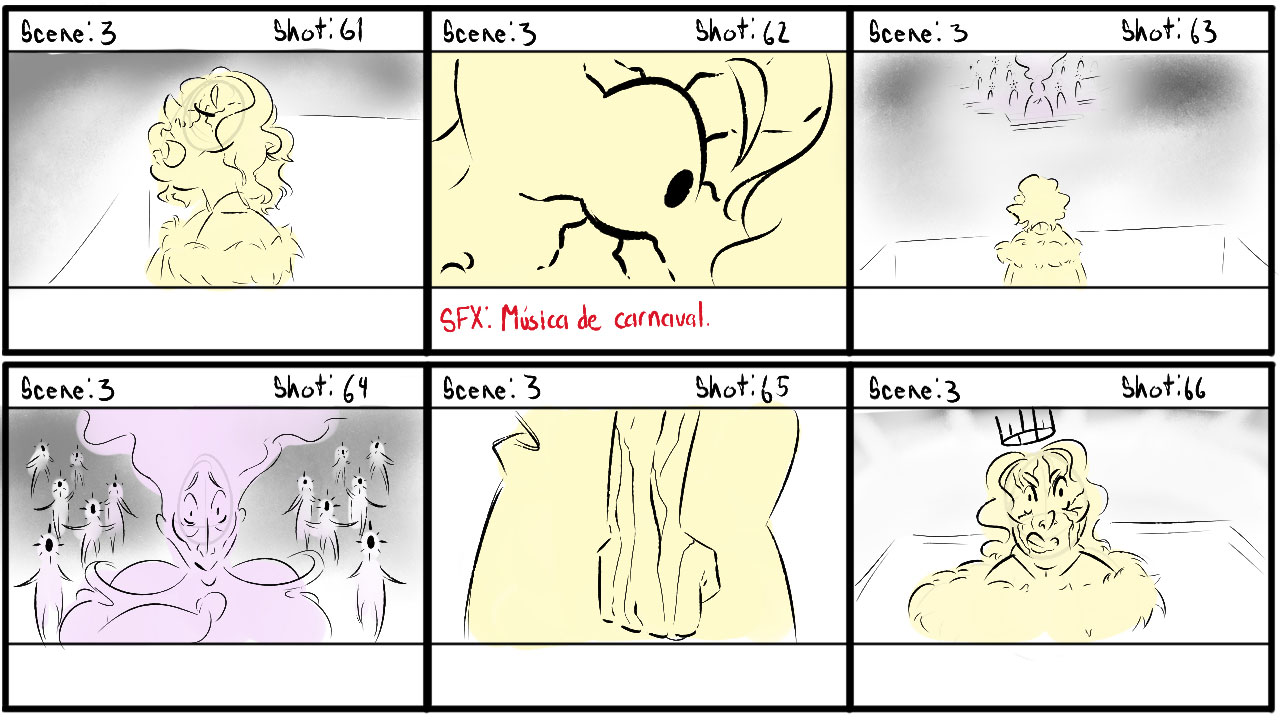 Scene:3 Shot:61
Scene:3 Shot:62
Scene: 3 Shot:63
SFX: Música de carnaval.
Scene:3 Shot:64
Scene:3 Shot:65
Scene:3 Shot:66